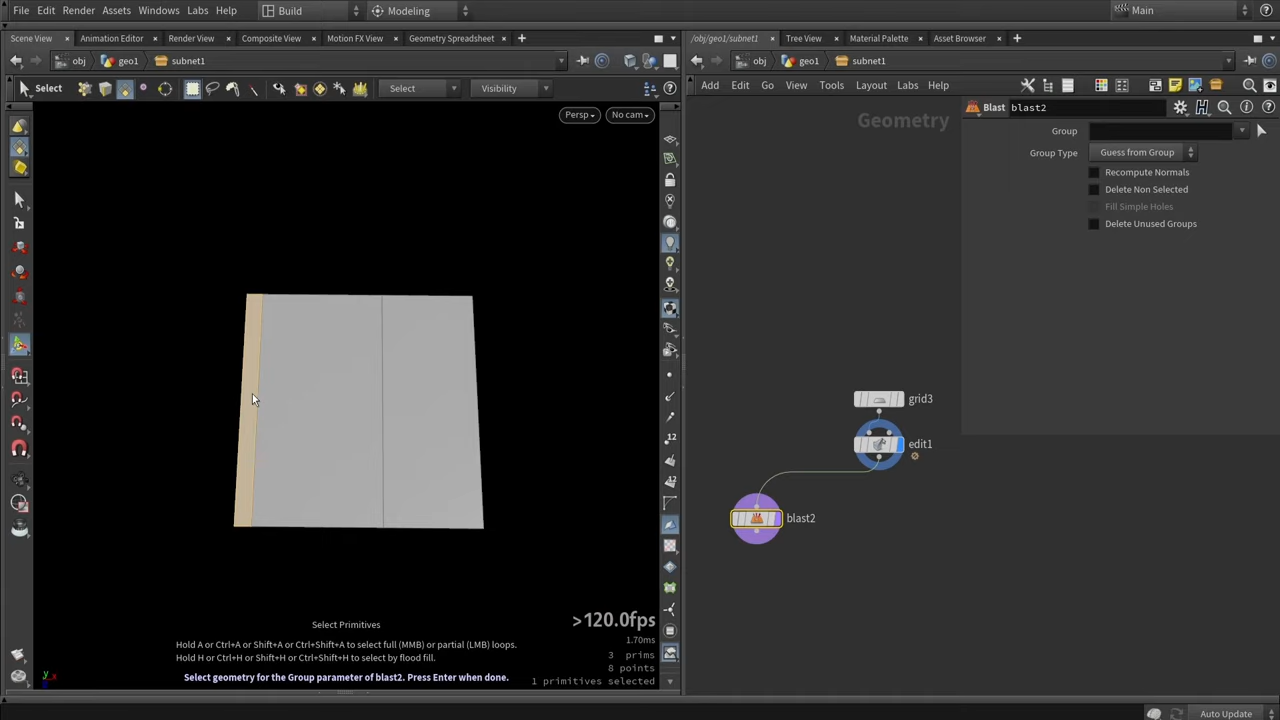 File Edit Render Assets Windows Labs Help Build Modeling Main
Scene View Animation Editor Render View Composite View Motion FX View Geometry Spreadsheet
/obj/geo1/subnet1 Tree View Material Palette Asset Browser
obj geo1 subnet1
obj geo1 subnet1
Select Select Visibility
Add Edit Go View Tools Layout Labs Help
Persp No cam
Geometry
Blast blast2
Group
Group Type Guess from Group
Recompute Normals
Delete Non Selected
Fill Simple Holes
Delete Unused Groups
grid3
edit1
blast2
12
12
Select Primitives
Hold A or Ctrl+A or Shift+A or Ctrl+Shift+A to select full (MMB) or partial (LMB) loops.
Hold H or Ctrl+H or Shift+H or Ctrl+Shift+H to select by flood fill.
Select geometry for the Group parameter of blast2. Press Enter when done.
>120.0fps
1.70ms
3 prims
8 points
1 primitives selected
y x
Auto Update